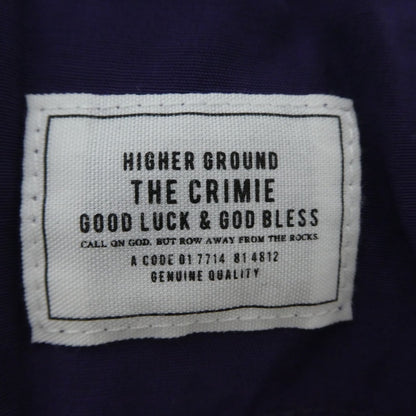 HIGHER GROUND
THE CRIMIE
GOOD LUCK & GOD BLESS
CALL ON GOD. BUT ROW AWAY FROM THE ROCKS.
A CODE 01 7714 81 4812
GENUINE QUALITY